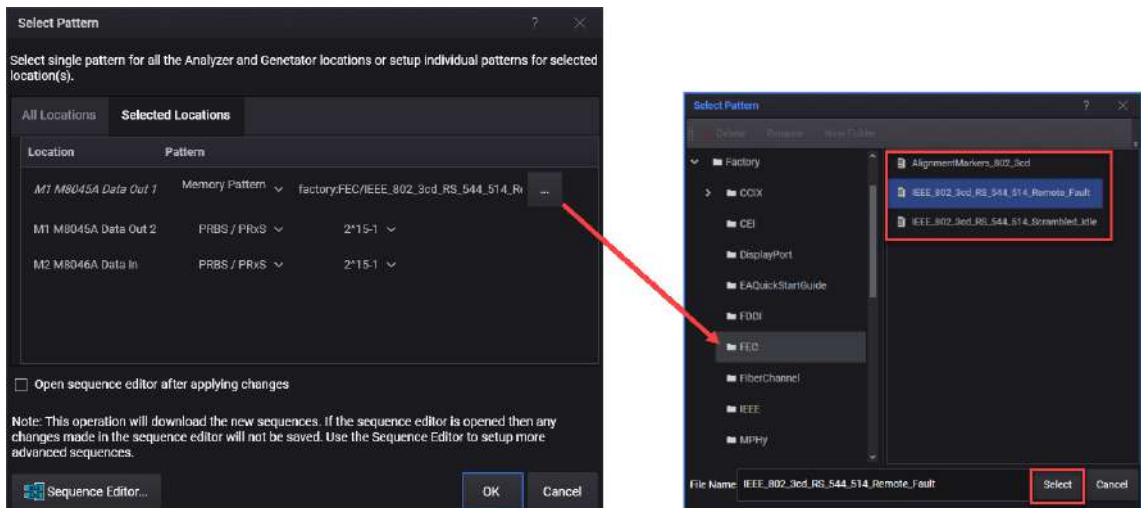 Select Pattern
?
Select single pattern for all the Analyzer and Genetator locations or setup individual patterns for selected
location(s).
All Locations Selected Locations
Location Pattern
M1 M8045A Data Out 1 Memory Pattern factory:FEC/IEEE_802_3cd_RS_544_514_R ...
M1 M8045A Data Out 2 PRBS / PRxS 2^15-1
M2 M8046A Data In PRBS / PRxS 2^15-1
Open sequence editor after applying changes
Note: This operation will download the new sequences. If the sequence editor is opened then any
changes made in the sequence editor will not be saved. Use the Sequence Editor to setup more
advanced sequences.
Sequence Editor... OK Cancel
Select Pattern ?
Delete Rename New Folder
Factory
CCIX
CEI
DisplayPort
EAQuickStartGuide
FDDI
FEC
FiberChannel
IEEE
MPHy
AlignmentMarkers_802_3cd
IEEE_802_3cd_RS_544_514_Remote_Fault
IEEE_802_3cd_RS_544_514_Scrambled_Idle
File Name IEEE_802_3cd_RS_544_514_Remote_Fault Select Cancel